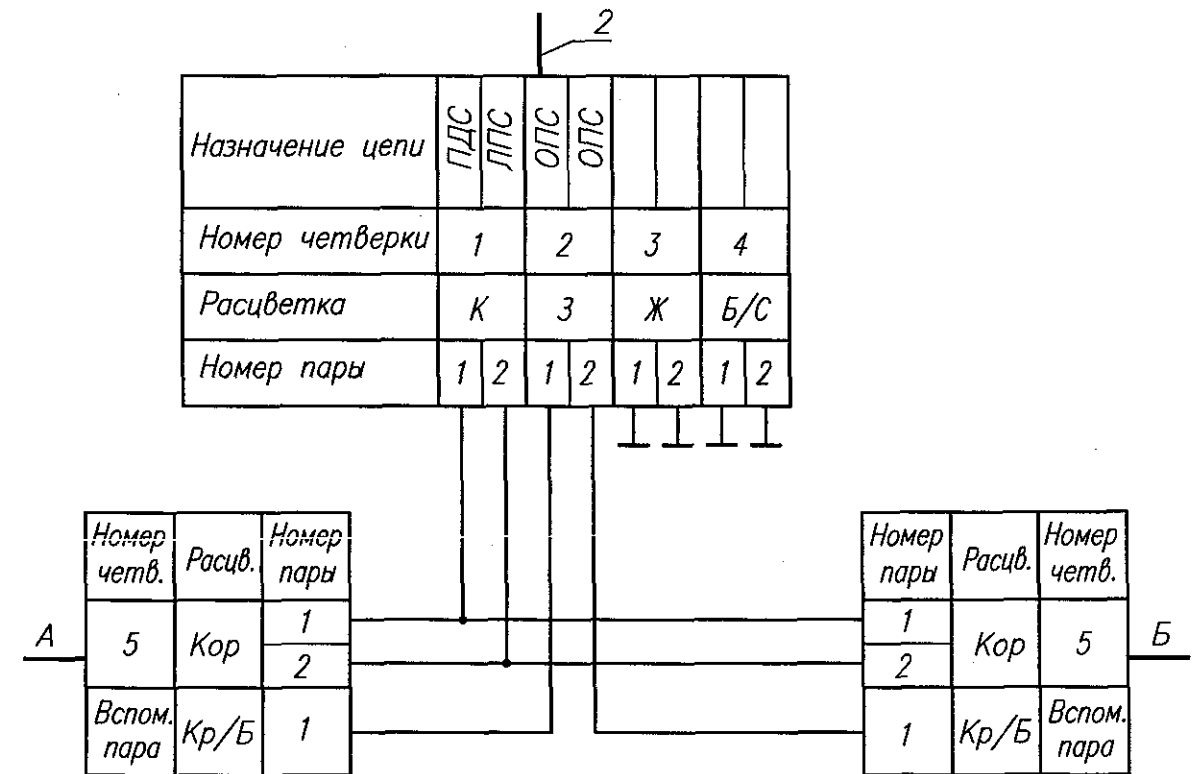 2
Назначение цепи ПДС ЛПС ОПС ОПС
Номер четверки 1 2 3 4
Расцветка К З Ж Б/С
Номер пары 1 2 1 2 1 2 1 2
Номер четв. Расцв. Номер пары
А 5 Кор 1
2
Вспом. пара Кр/Б 1
Номер пары Расцв. Номер четв.
1 Кор 5 Б
2
1 Кр/Б Вспом. пара